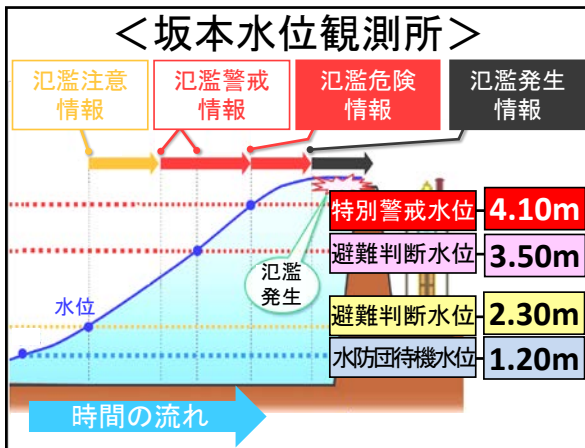 ＜坂本水位観測所＞
氾濫注意
情報
氾濫警戒
情報
氾濫危険
情報
氾濫発生
情報
特別警戒水位 4.10m
避難判断水位 3.50m
氾濫
発生
水位
避難判断水位 2.30m
水防団待機水位 1.20m
時間の流れ